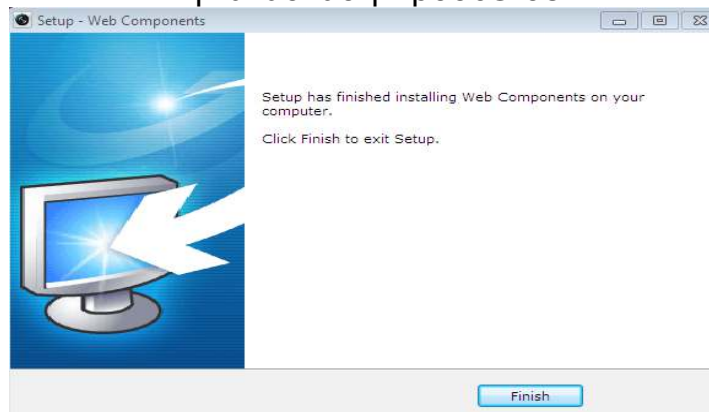 Setup - Web Components
Setup has finished installing Web Components on your
computer.
Click Finish to exit Setup.
Finish